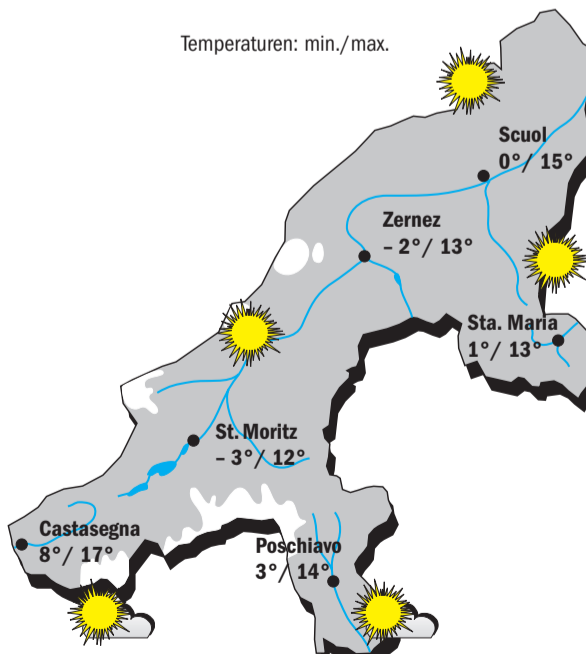 Temperaturen: min./max.
Scuol
0°/ 15°
Zernez
– 2°/ 13°
Sta. Maria
1°/ 13°
St. Moritz
– 3°/ 12°
Castasegna
8°/ 17°
Poschiavo
3°/ 14°